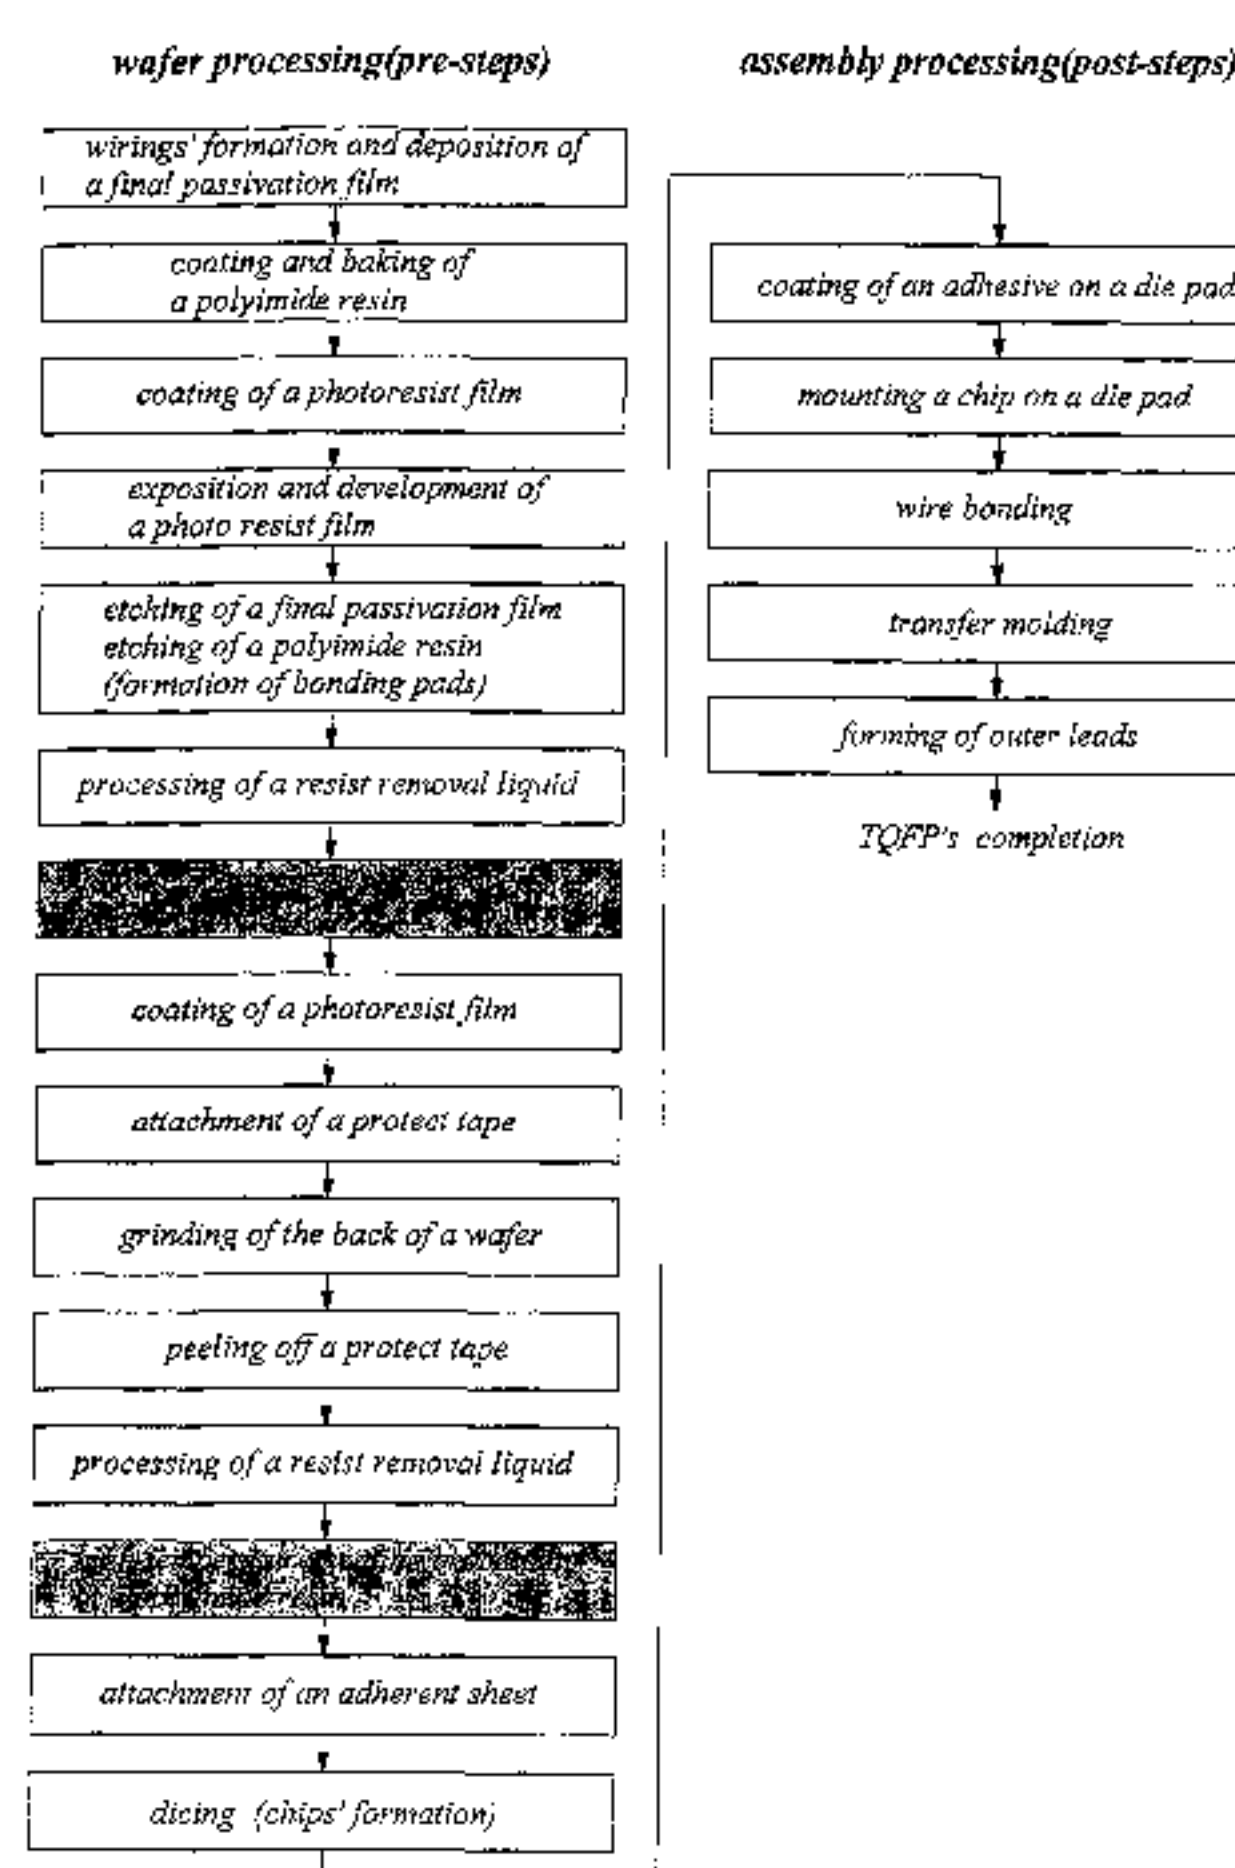 wafer processing(pre-steps)
wirings' formation and deposition of
a final passivation film
coating and baking of
a polyimide resin
coating of a photoresist film
exposition and development of
a photo resist film
etching of a final passivation film
etching of a polyimide resin
(formation of bonding pads)
processing of a resist removal liquid
coating of a photoresist film
attachment of a protect tape
grinding of the back of a wafer
peeling off a protect tape
processing of a resist removal liquid
attachment of an adherent sheet
dicing (chips' formation)
assembly processing(post-steps)
coating of an adhesive on a die pad
mounting a chip on a die pad
wire bonding
transfer molding
forming of outer leads
TQFP's completion